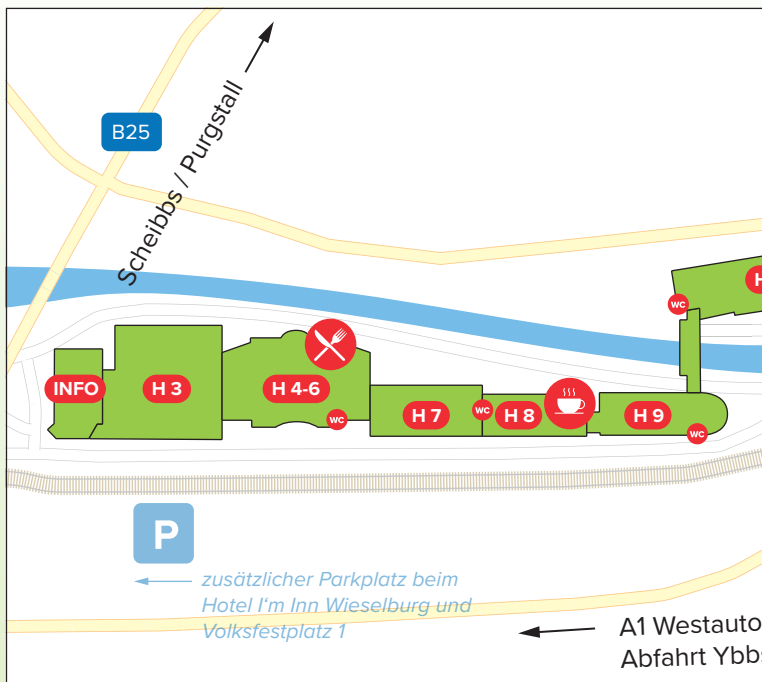 B25
Scheibbs / Purgstall
INFO
H 3
H 4-6
WC
H 7
WC
H 8
H 9
WC
WC
H
P
zusätzlicher Parkplatz beim
Hotel I'm Inn Wieselburg und
Volksfestplatz 1
A1 Westauto
Abfahrt Ybbs